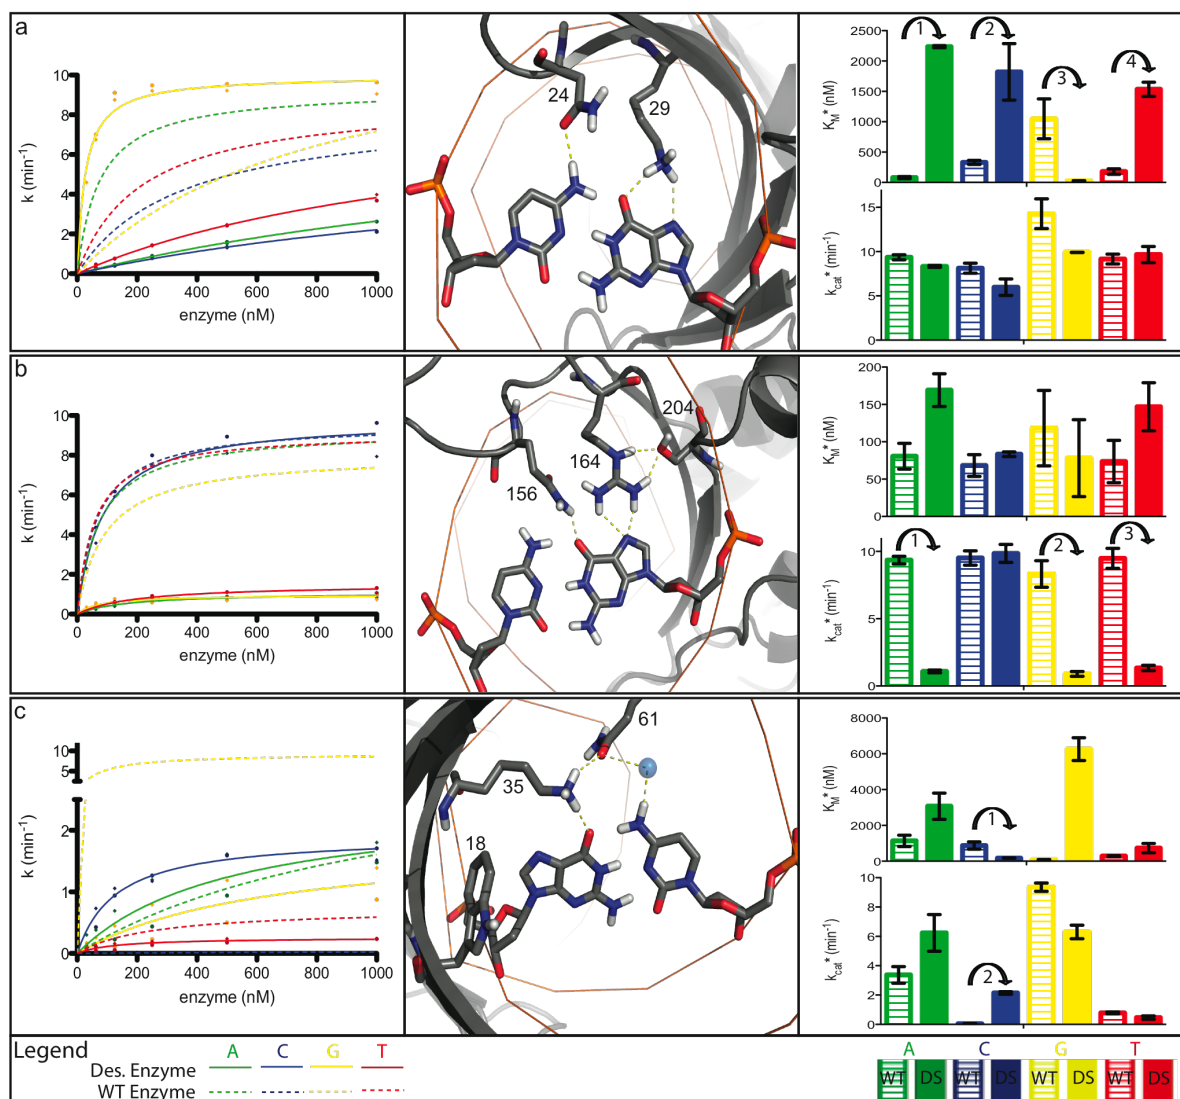 a
10
8
6
4
2
0
0 200 400 600 800 1000
k (min-1)
enzyme (nM)
24
29
2500
2000
1500
1000
500
0
KM* (nM)
1 2 3 4
15
10
5
0
kcat* (min-1)
b
10
8
6
4
2
0
0 200 400 600 800 1000
k (min-1)
enzyme (nM)
204
164
156
200
150
100
50
0
KM* (nM)
1 2 3
10
5
0
kcat* (min-1)
c
10
5
2
1
0
0 200 400 600 800 1000
k (min-1)
enzyme (nM)
61
35
18
8000
6000
4000
2000
0
KM* (nM)
1
10
8
6
4
2
0
kcat* (min-1)
2
Legend A C G T
Des. Enzyme
WT Enzyme
A C G T
WT DS WT DS WT DS WT DS